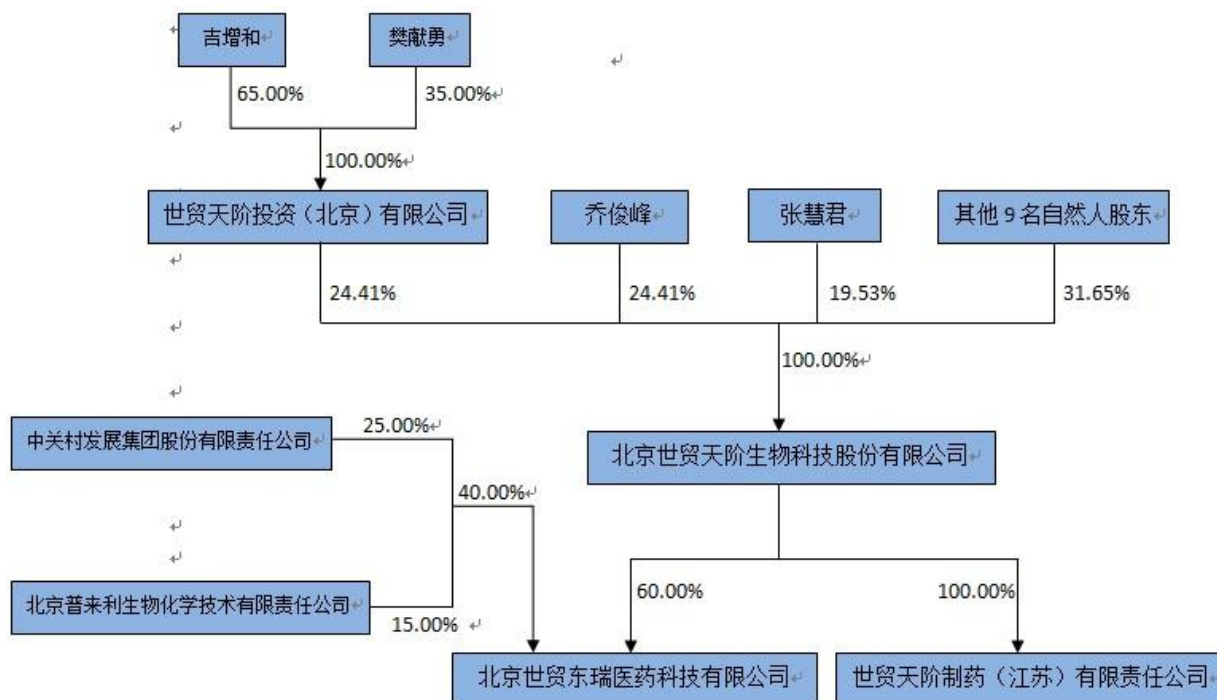 吉增和
樊献勇
65.00%
35.00%
100.00%
世贸天阶投资（北京）有限公司
乔俊峰
张慧君
其他 9 名自然人股东
24.41%
24.41%
19.53%
31.65%
100.00%
中关村发展集团股份有限责任公司
25.00%
北京世贸天阶生物科技股份有限公司
40.00%
北京普来利生物化学技术有限责任公司
15.00%
60.00%
100.00%
北京世贸东瑞医药科技有限公司
世贸天阶制药（江苏）有限责任公司